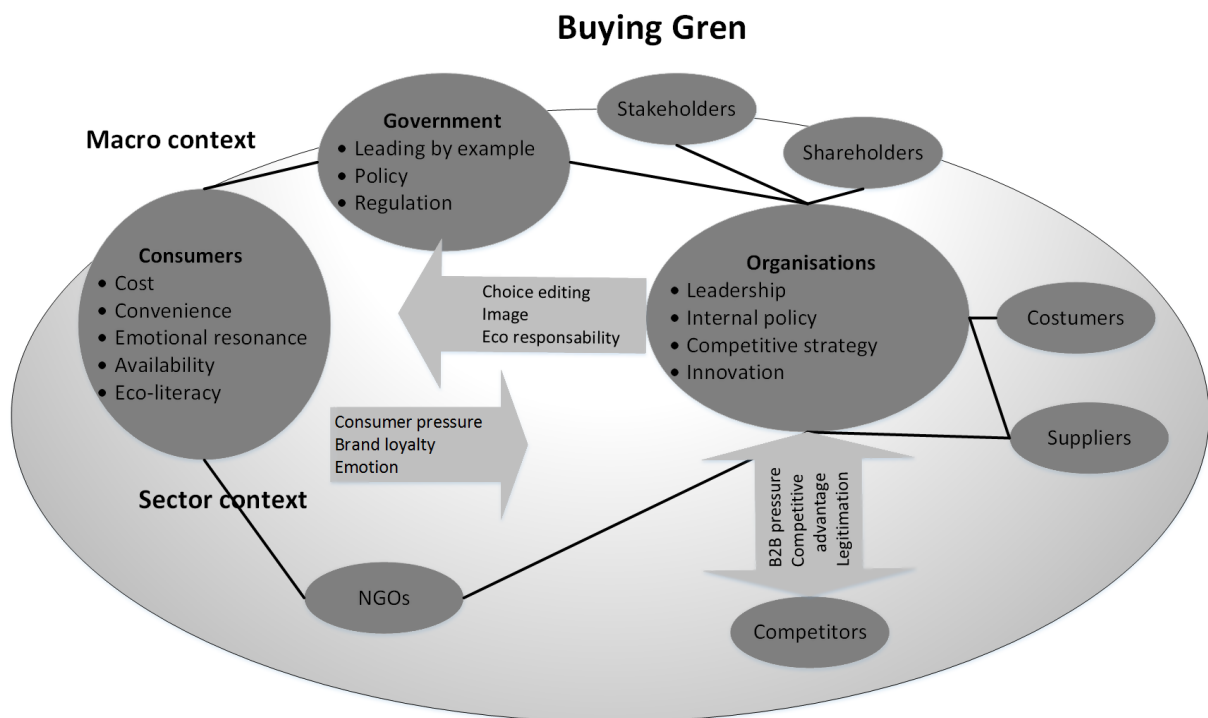 Buying Gren
Macro context
Government
• Leading by example
• Policy
• Regulation
Stakeholders
Shareholders
Consumers
• Cost
• Convenience
• Emotional resonance
• Availability
• Eco-literacy
Choice editing
Image
Eco responsability
Organisations
• Leadership
• Internal policy
• Competitive strategy
• Innovation
Costumers
Suppliers
Consumer pressure
Brand loyalty
Emotion
Sector context
B2B pressure
Competitive
advantage
Legitimation
NGOs
Competitors